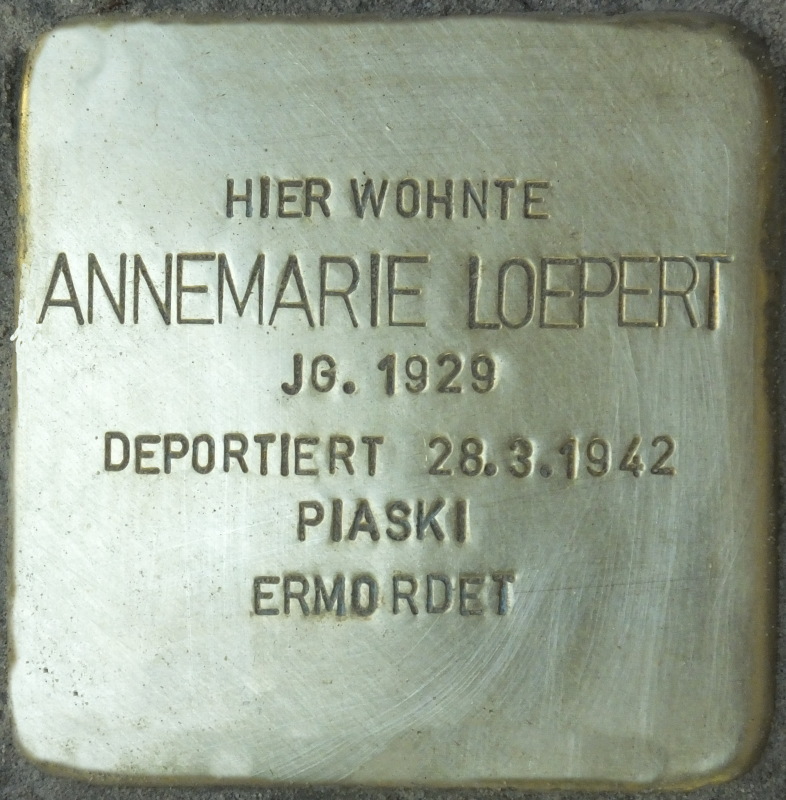 HIER WOHNTE
ANNEMARIE LOEPERT
JG. 1929
DEPORTIERT 28.3.1942
PIASKI
ERMORDET